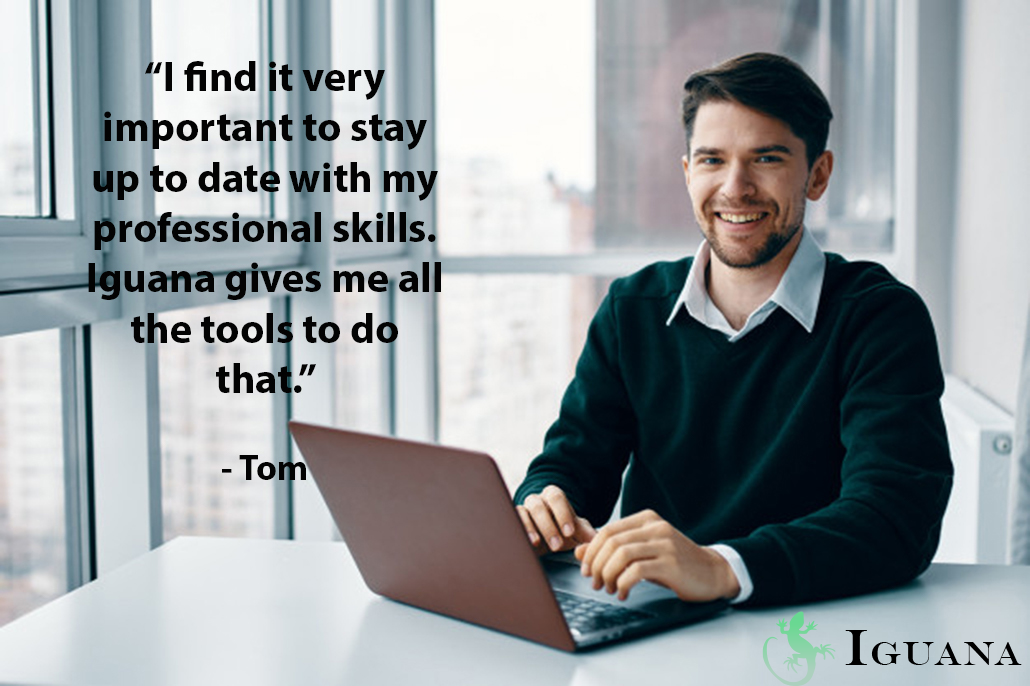 “I find it very
important to stay
up to date with my
professional skills.
Iguana gives me all
the tools to do
that.”
- Tom
IGUANA